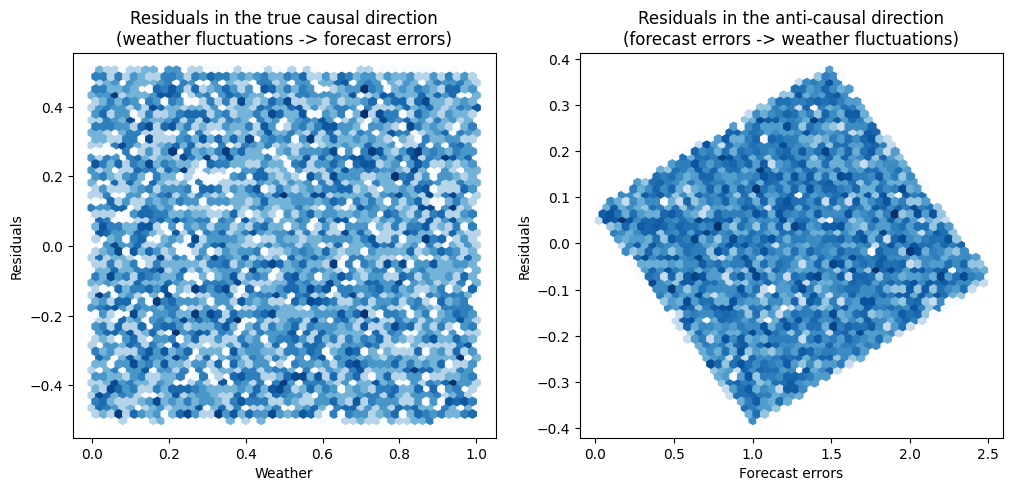 Residuals in the true causal direction
(weather fluctuations -> forecast errors)
Residuals
0.4
0.2
0.0
−0.2
−0.4
0.0 0.2 0.4 0.6 0.8 1.0
Weather
Residuals in the anti-causal direction
(forecast errors -> weather fluctuations)
Residuals
0.4
0.3
0.2
0.1
0.0
−0.1
−0.2
−0.3
−0.4
0.0 0.5 1.0 1.5 2.0 2.5
Forecast errors